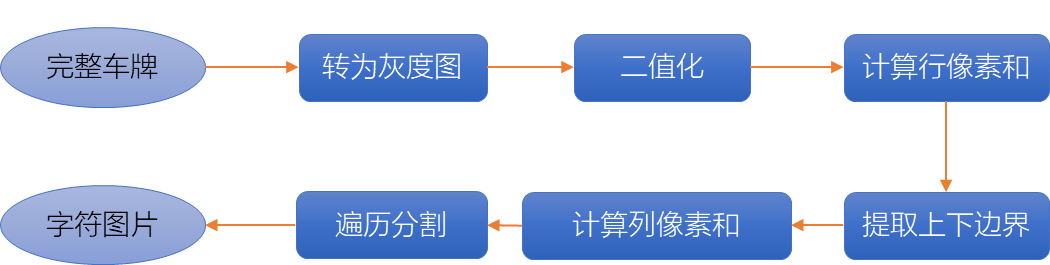 完整车牌
转为灰度图
二值化
计算行像素和
提取上下边界
计算列像素和
遍历分割
字符图片